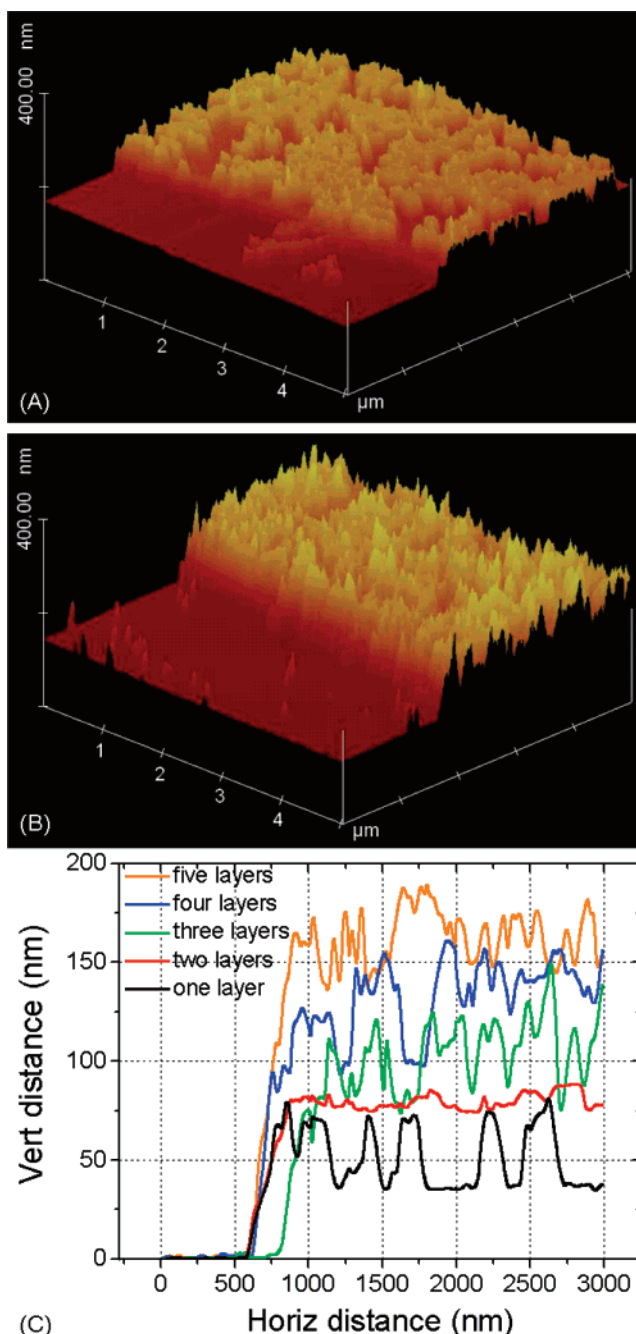 400.00 nm
1
2
3
4
µm
(A)
400.00 nm
1
2
3
4
µm
(B)
200
150
100
50
0
Vert distance (nm)
five layers
four layers
three layers
two layers
one layer
0 500 1000 1500 2000 2500 3000
Horiz distance (nm)
(C)